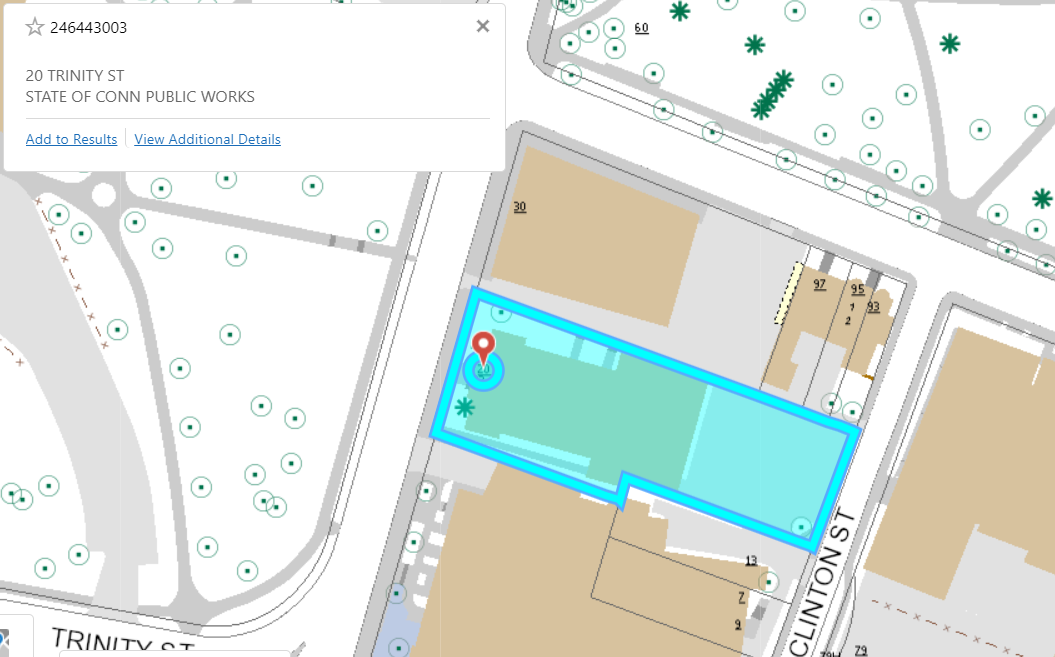 246443003
20 TRINITY ST
STATE OF CONN PUBLIC WORKS
Add to Results
View Additional Details
60
30
97
95
1
93
2
13
7
9
CLINTON ST
TRINITY ST
79